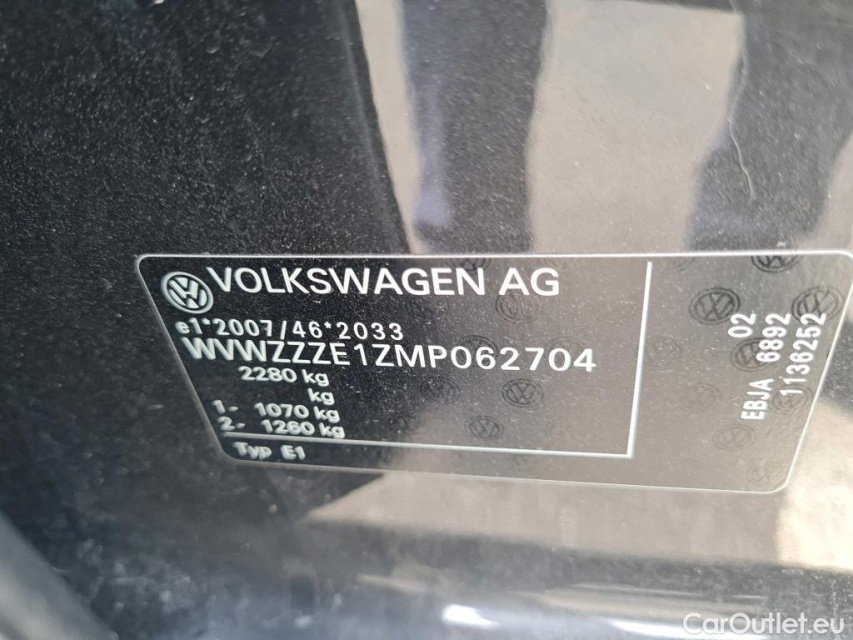 VOLKSWAGEN AG
e1*2007/46*2033
WVWZZZE1ZMP062704
2280 kg
kg
1- 1070 kg
2- 1260 kg
Typ E1
02
EBJA 6892
1136252
CarOutlet.eu